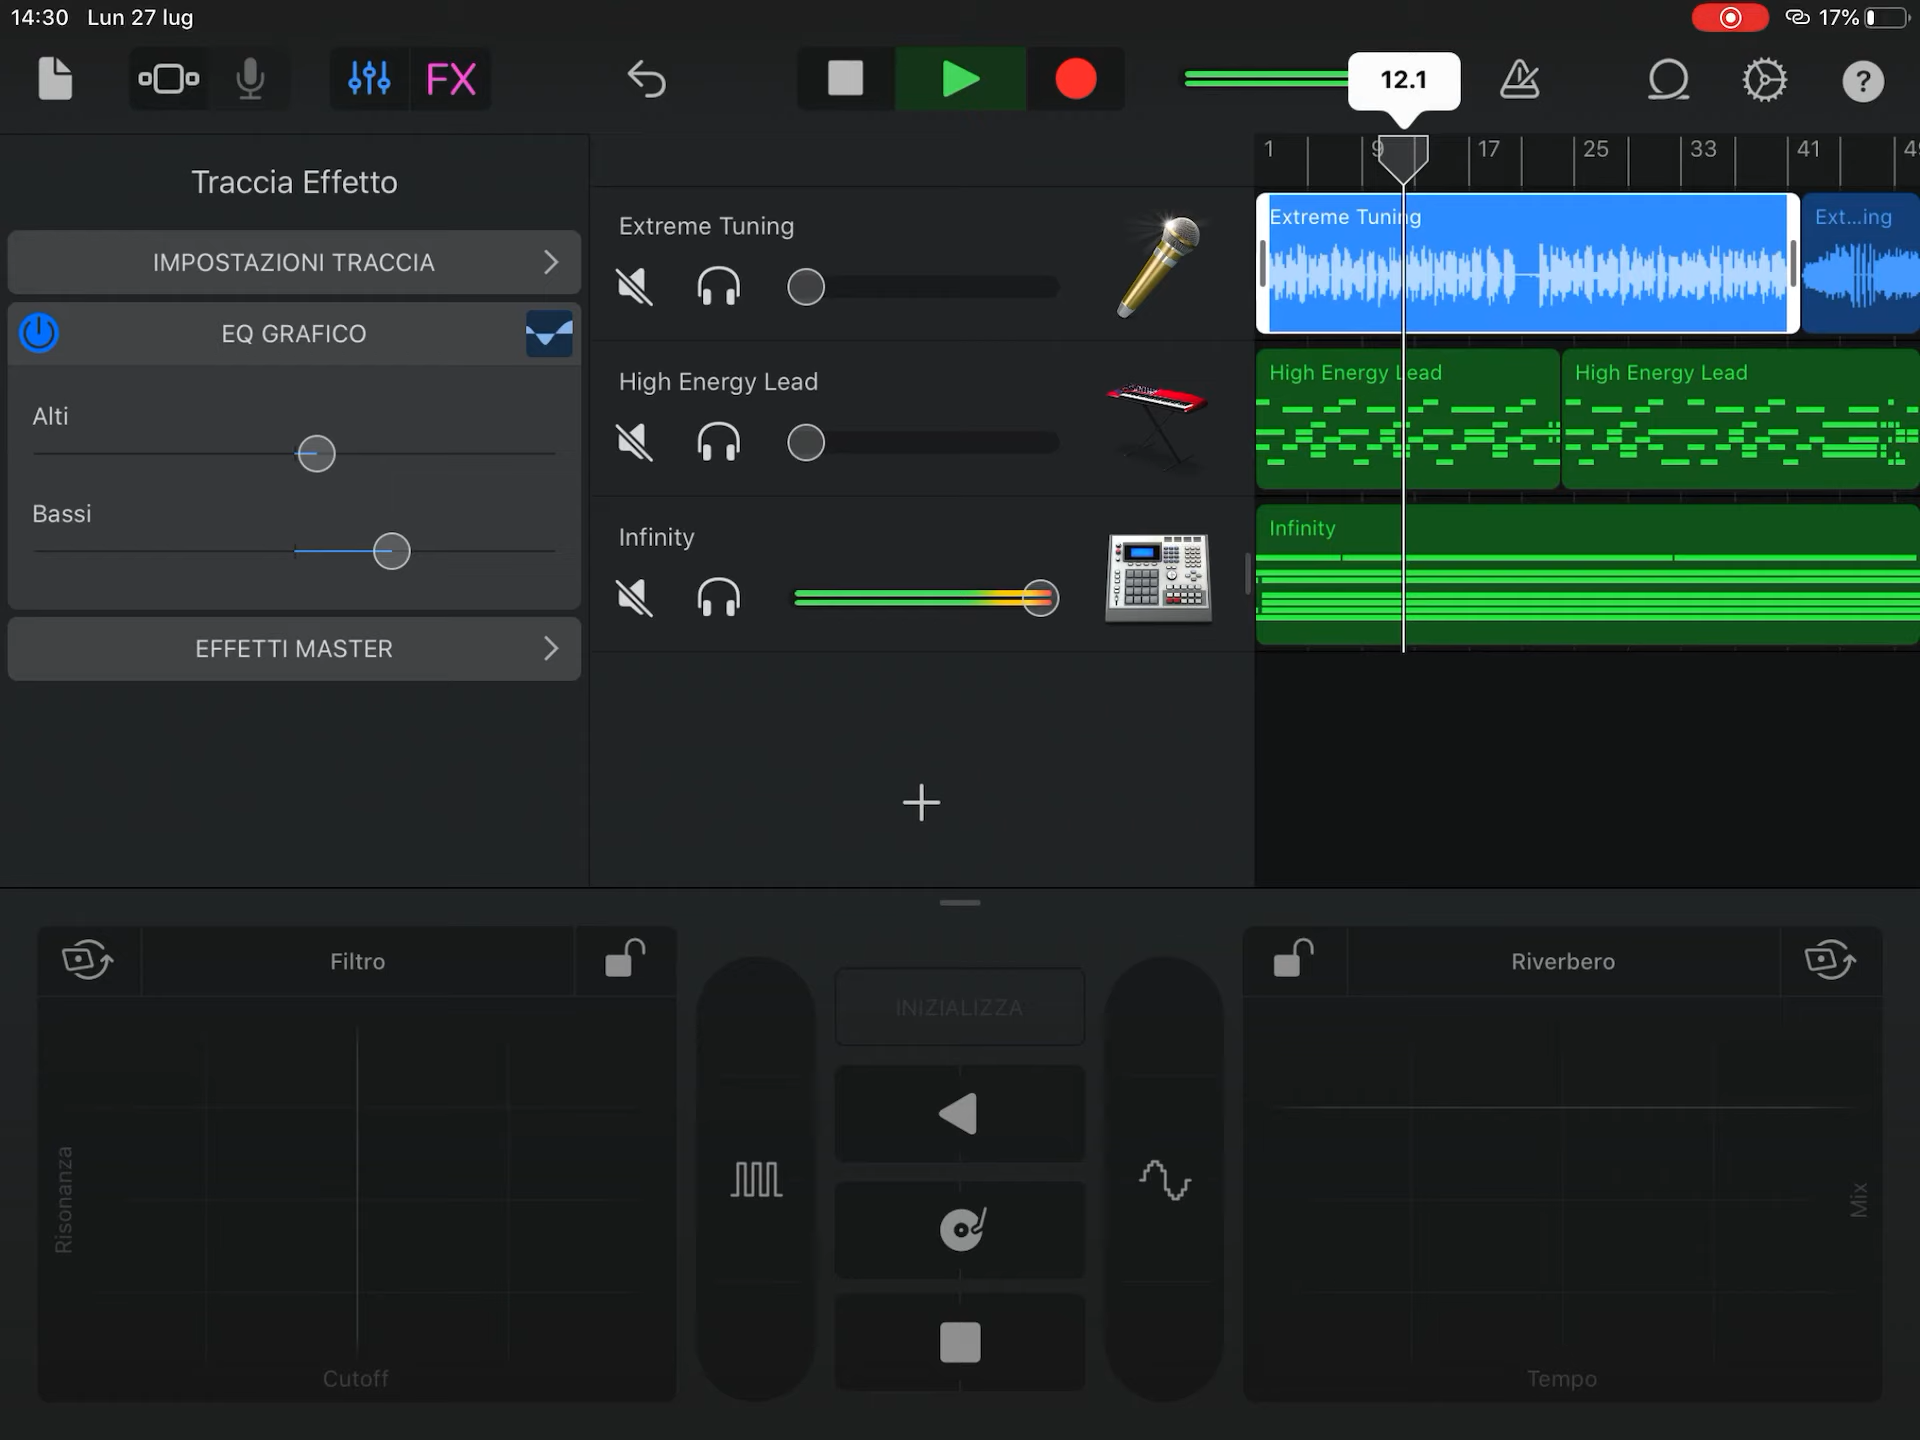 14:30 Lun 27 lug
17%
FX
12.1
?
1 9 17 25 33 41 49
Traccia Effetto
IMPOSTAZIONI TRACCIA
EQ GRAFICO
Alti
Bassi
EFFETTI MASTER
Extreme Tuning
High Energy Lead
Infinity
Extreme Tuning
Ext...ing
High Energy Lead
High Energy Lead
Infinity
Filtro
Risonanza
Cutoff
INIZIALIZZA
Riverbero
Mix
Tempo